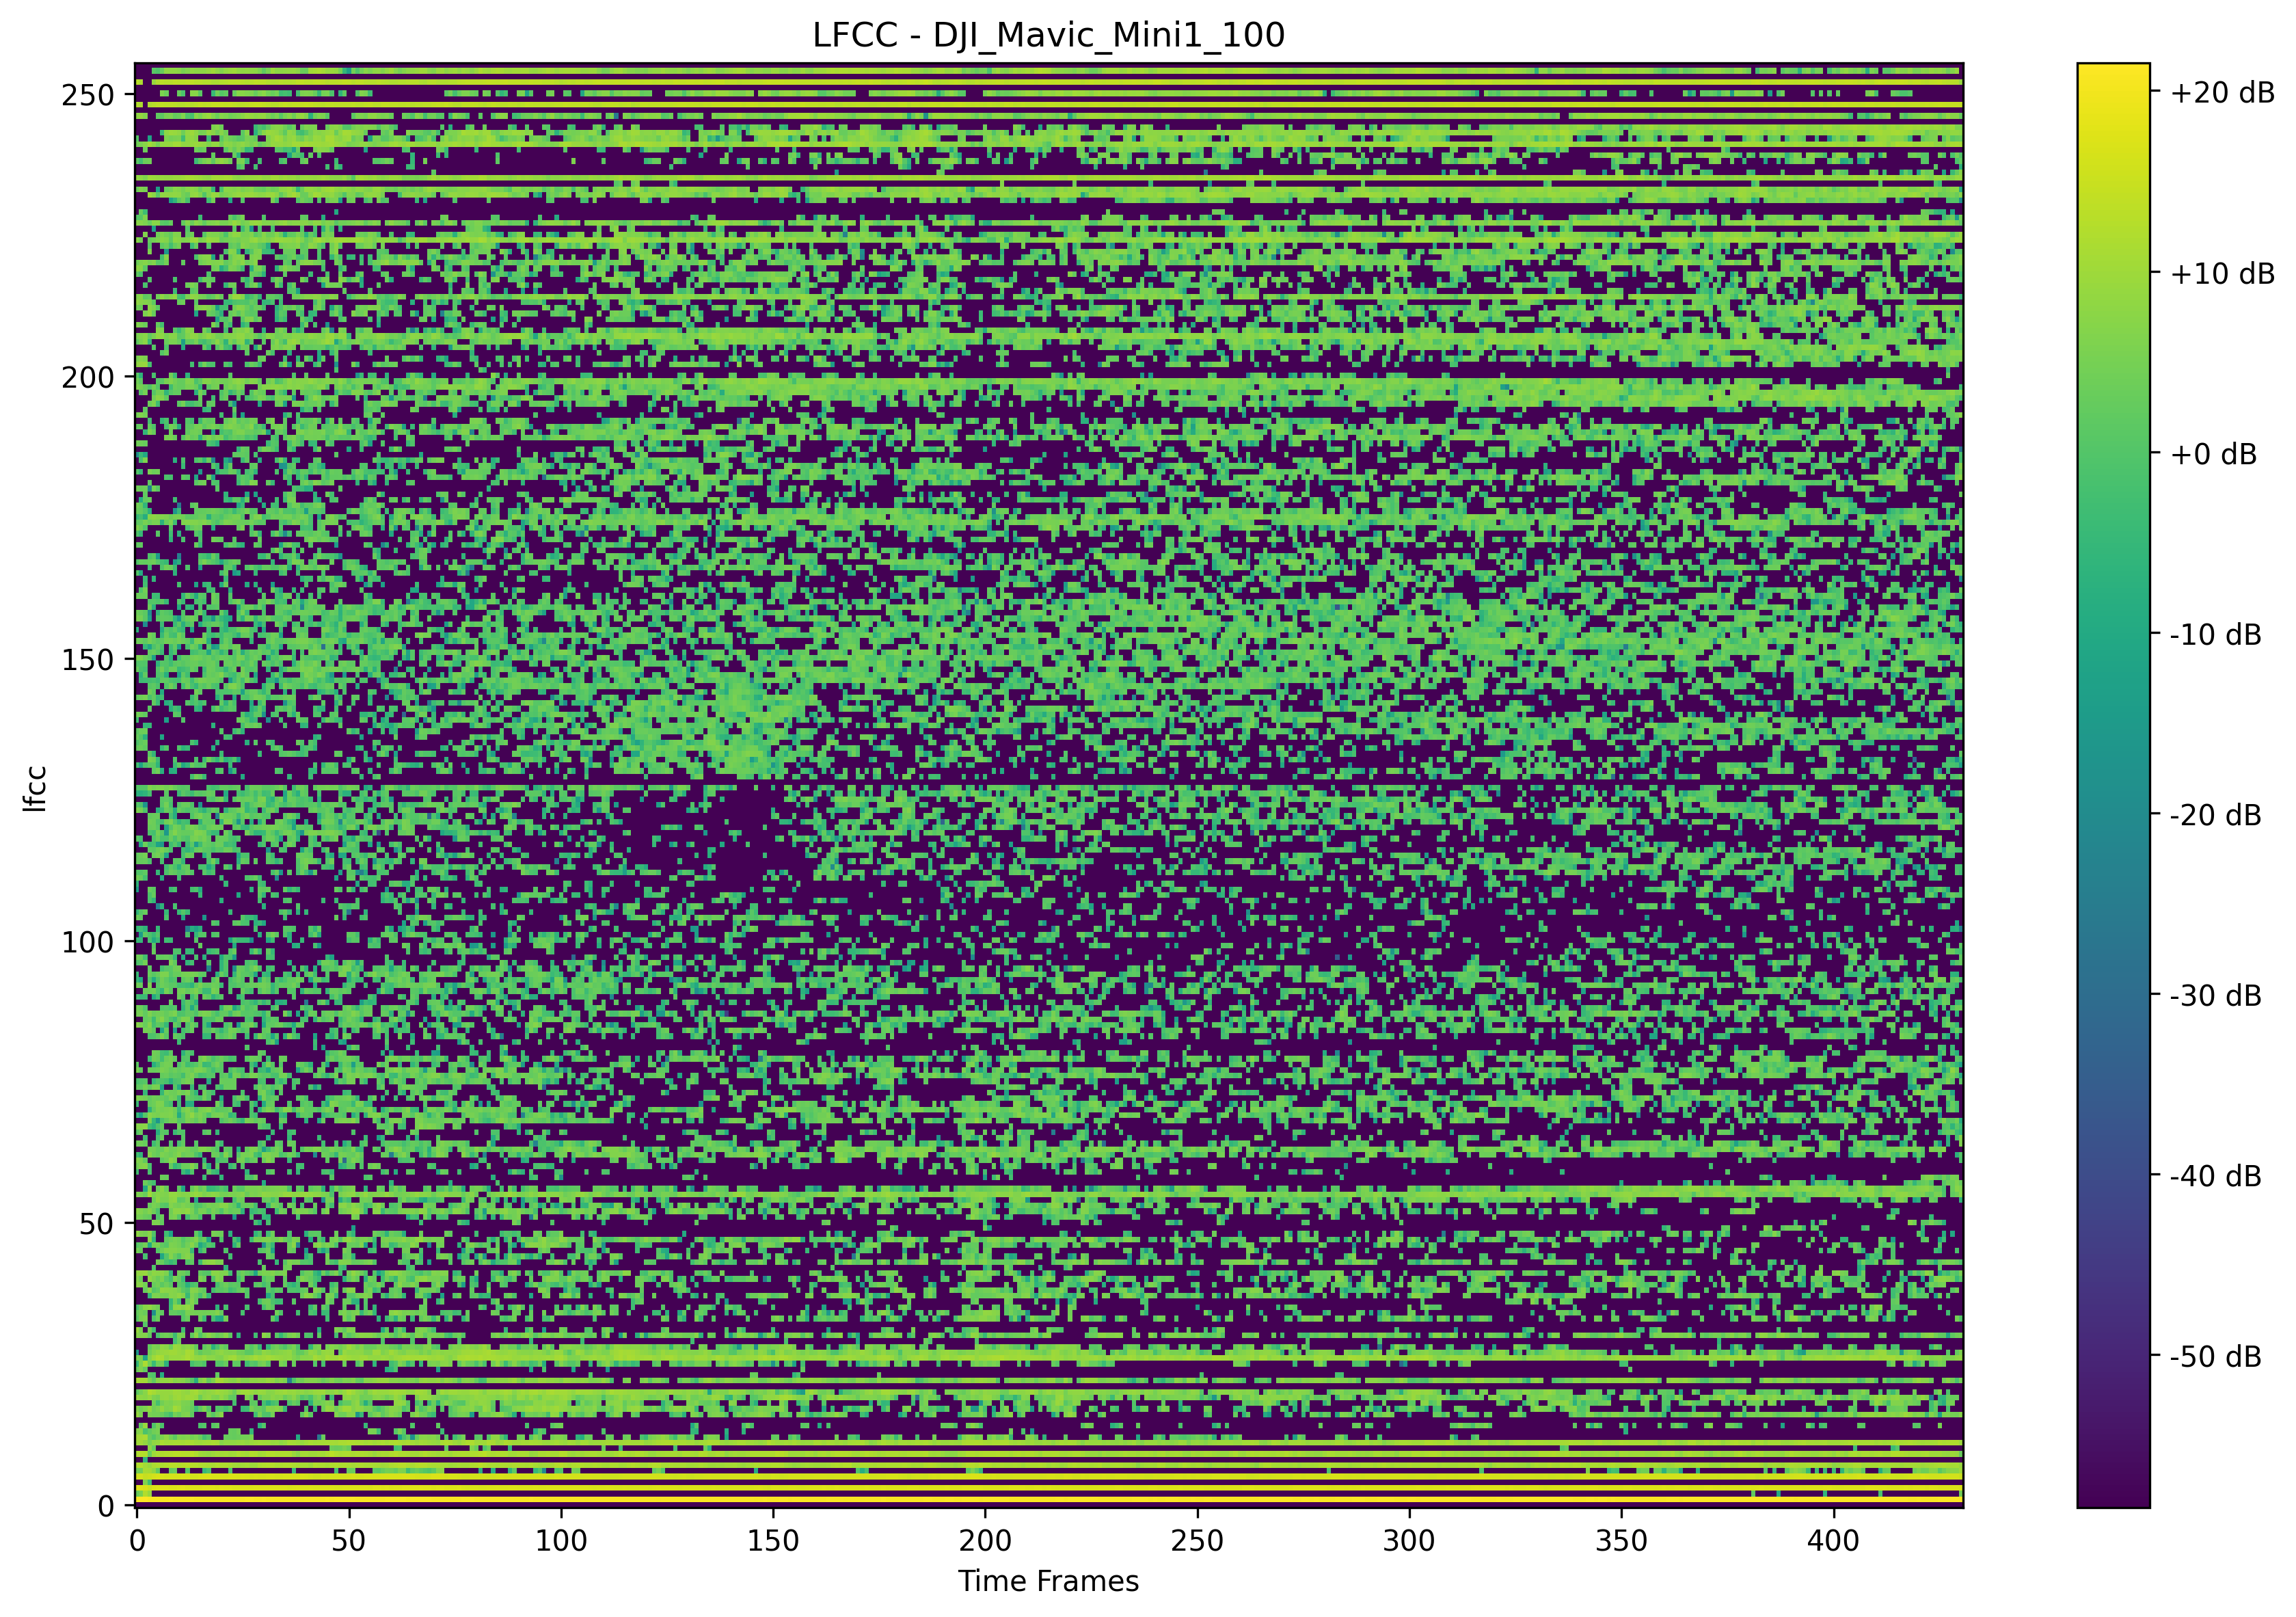 LFCC - DJI_Mavic_Mini1_100
250
200
150
100
50
0
lfcc
0 50 100 150 200 250 300 350 400
Time Frames
+20 dB
+10 dB
+0 dB
-10 dB
-20 dB
-30 dB
-40 dB
-50 dB